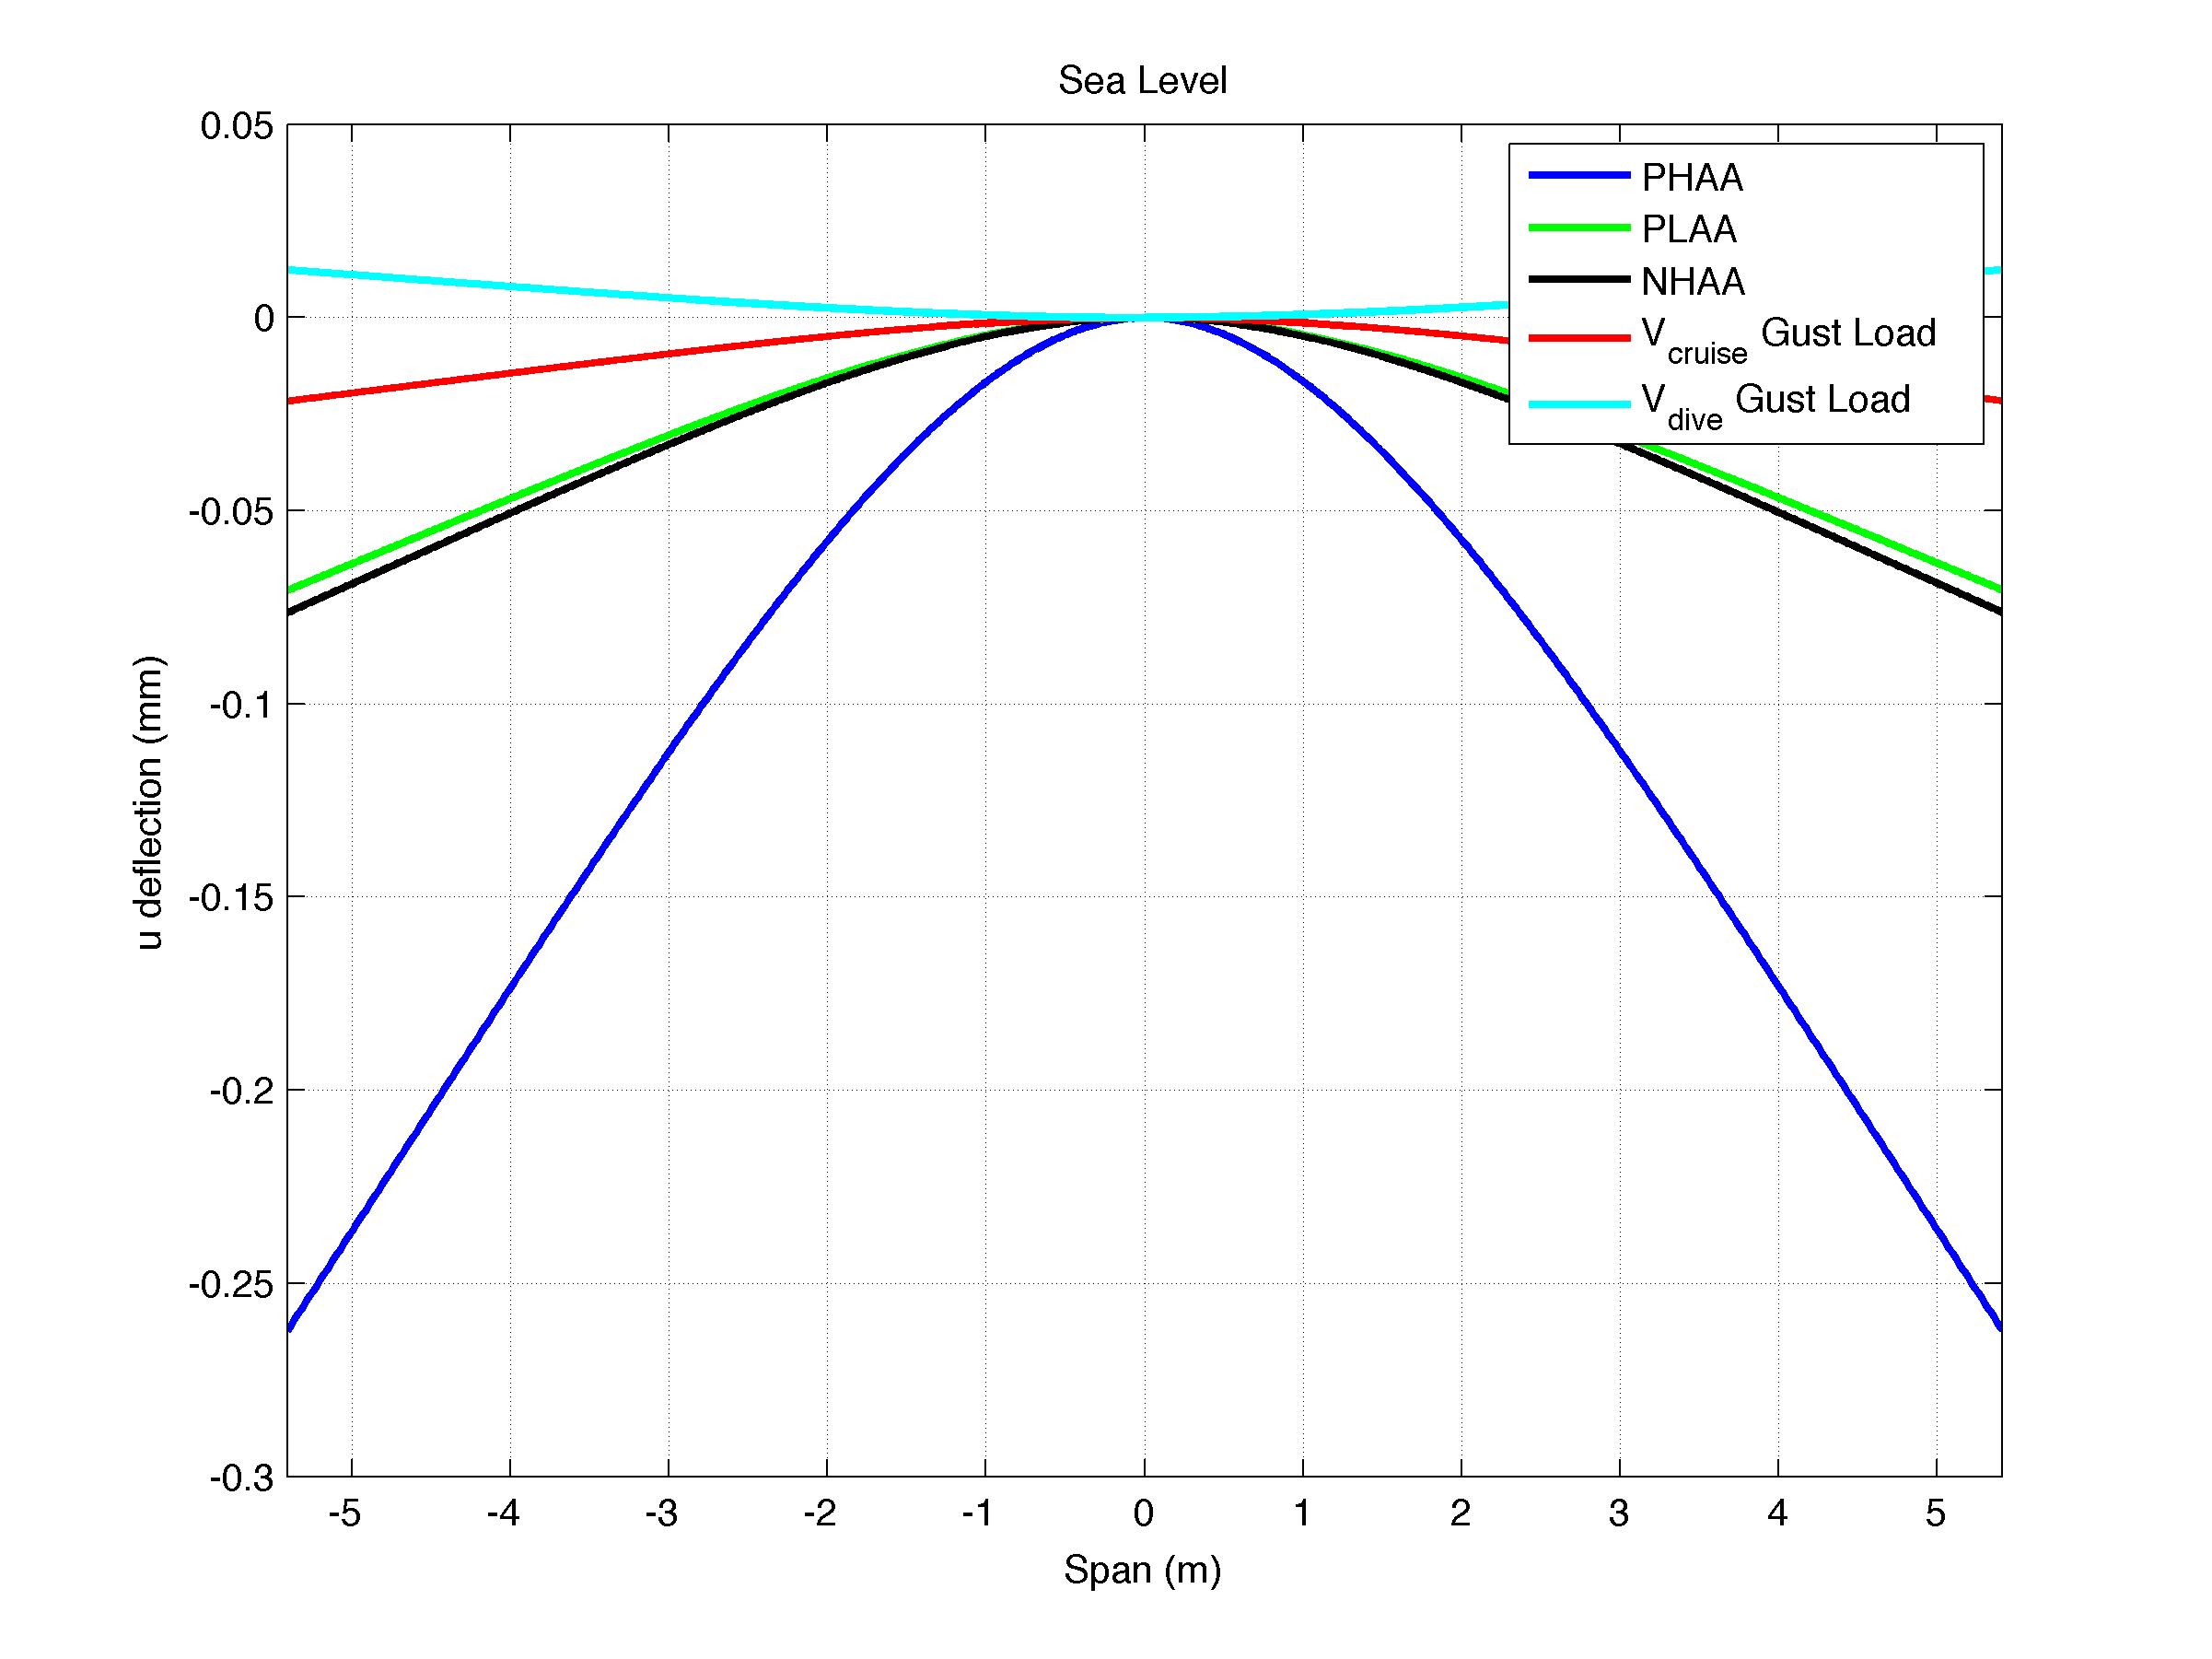 Sea Level
0.05
0
-0.05
-0.1
-0.15
-0.2
-0.25
-0.3
u deflection (mm)
PHAA
PLAA
NHAA
Vcruise Gust Load
Vdive Gust Load
-5 -4 -3 -2 -1 0 1 2 3 4 5
Span (m)